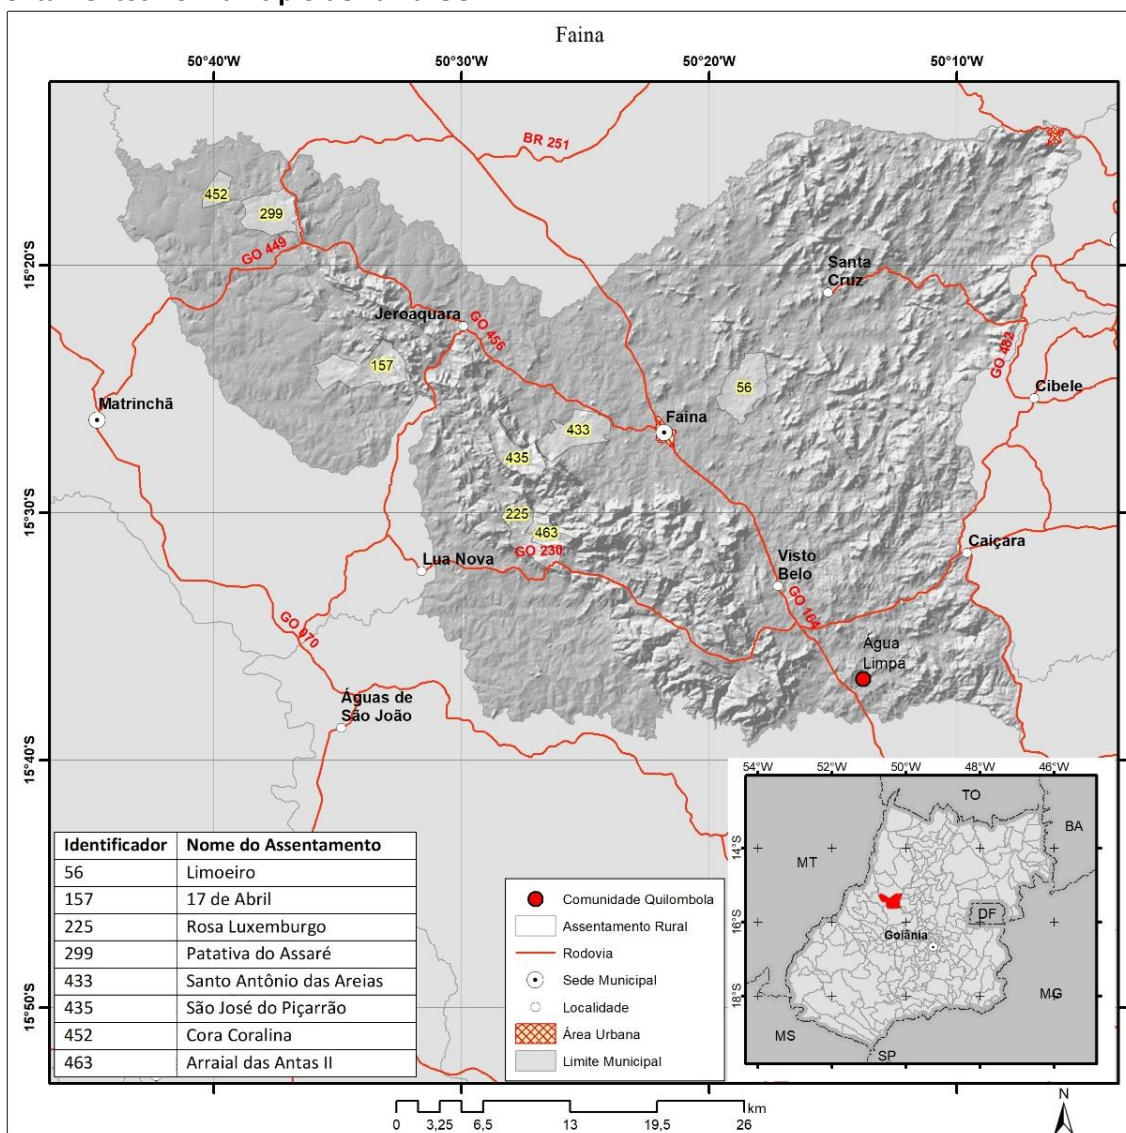 Faina
50°40'W
50°30'W
50°20'W
50°10'W
BR 251
452
299
GO 449
15°20'S
Santa
Cruz
Jeroaquara
GO 456
GO 482
157
56
Cibele
Matrinchã
Faina
433
435
15°30'S
225
463
GO 230
Lua Nova
Visto
Belo
Caiçara
GO 164
GO 070
Água
Limpa
Águas de
São João
15°40'S
15°50'S
Identificador Nome do Assentamento
56 Limoeiro
157 17 de Abril
225 Rosa Luxemburgo
299 Patativa do Assaré
433 Santo Antônio das Areias
435 São José do Piçarrão
452 Cora Coralina
463 Arraial das Antas II
Comunidade Quilombola
Assentamento Rural
Rodovia
Sede Municipal
Localidade
Área Urbana
Limite Municipal
54°W
52°W
50°W
48°W
46°W
TO
BA
14°S
MT
DF
16°S
Goiânia
18°S
MG
MS
SP
0 3,25 6,5 13 19,5 26
km
N